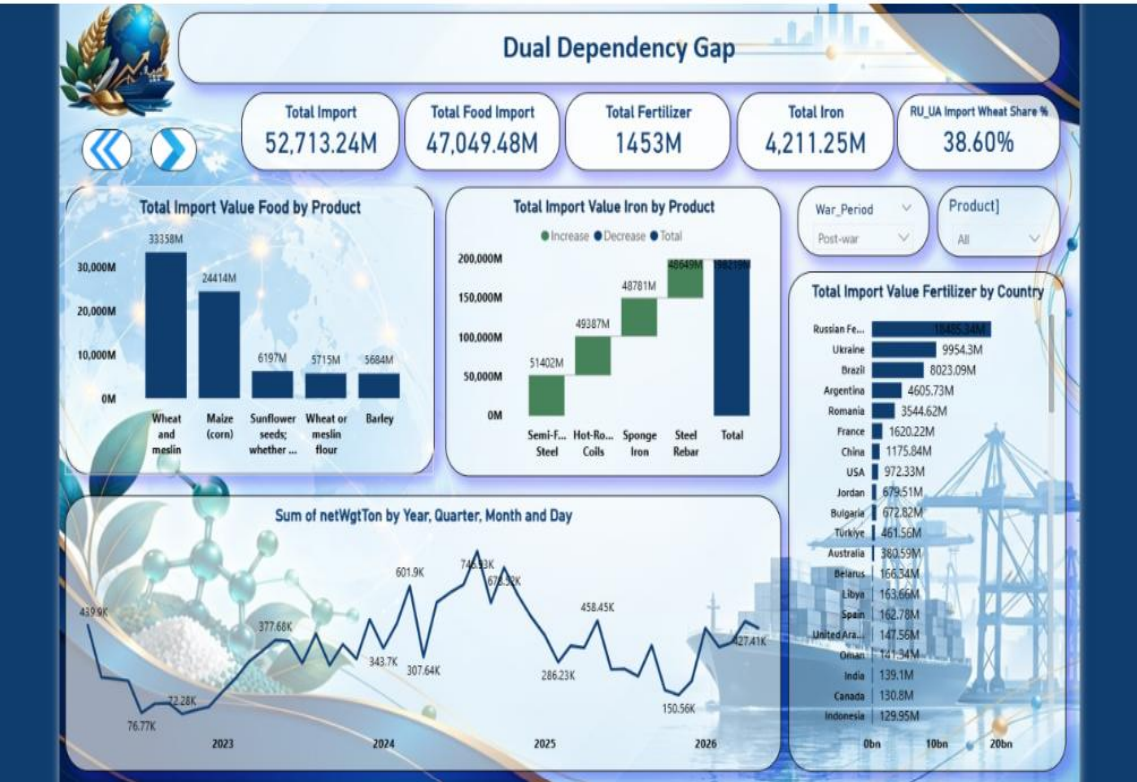 Dual Dependency Gap
Total Import
52,713.24M
Total Food Import
47,049.48M
Total Fertilizer
1453M
Total Iron
4,211.25M
RU_UA Import Wheat Share %
38.60%
Total Import Value Food by Product
33358M
24414M
6197M
5715M
5684M
30,000M
20,000M
10,000M
0M
Wheat and meslin
Maize (corn)
Sunflower seeds; whether ...
Wheat or meslin flour
Barley
Total Import Value Iron by Product
Increase Decrease Total
200,000M
150,000M
100,000M
50,000M
0M
51402M
49387M
48781M
48649M
198219M
Semi-F... Steel
Hot-Ro... Coils
Sponge Iron
Steel Rebar
Total
War_Period
Post-war
Product]
All
Total Import Value Fertilizer by Country
Russian Fe... 18485.34M
Ukraine 9954.3M
Brazil 8023.09M
Argentina 4605.73M
Romania 3544.62M
France 1620.22M
China 1175.84M
USA 972.33M
Jordan 679.51M
Bulgaria 672.82M
Türkiye 461.56M
Australia 380.59M
Belarus 166.34M
Libya 163.66M
Spain 162.78M
United Ara... 147.56M
Oman 141.34M
India 139.1M
Canada 130.8M
Indonesia 129.95M
0bn 10bn 20bn
Sum of netWgtTon by Year, Quarter, Month and Day
439.9K
76.77K
72.28K
377.68K
343.7K
601.9K
307.64K
286.23K
458.45K
150.56K
427.41K
2023 2024 2025 2026